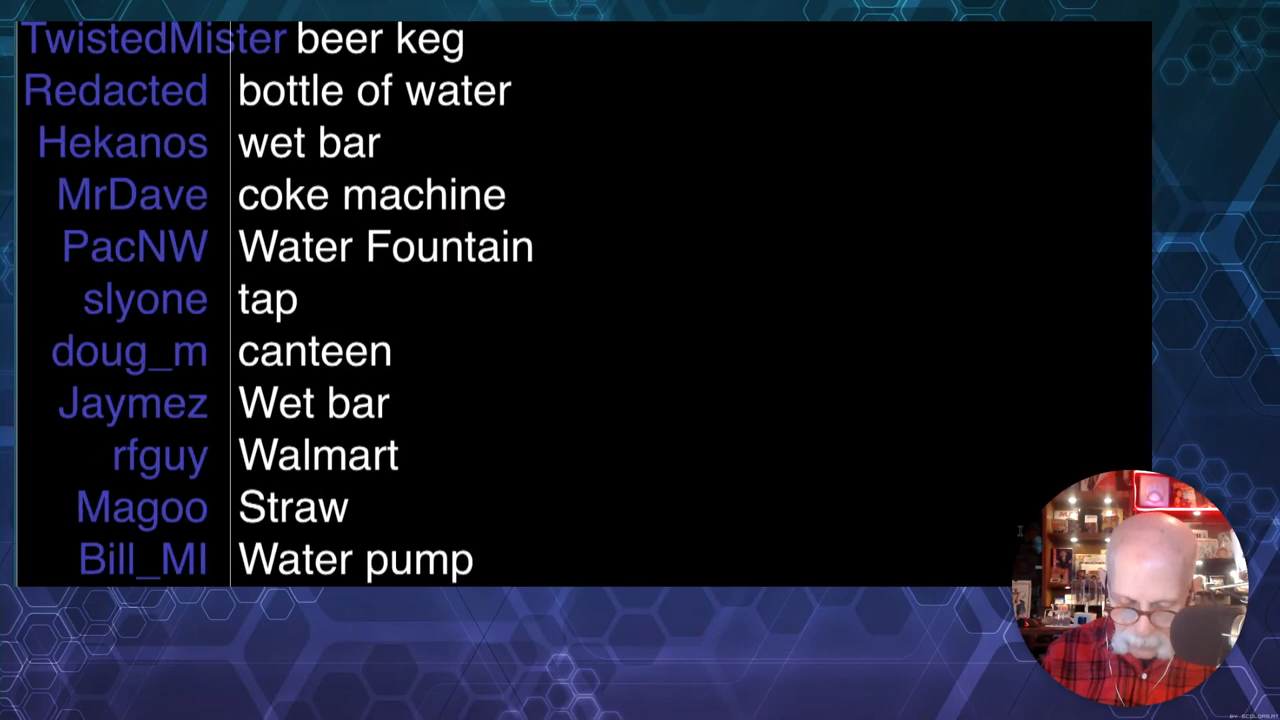 TwistedMister beer keg
Redacted bottle of water
Hekanos wet bar
MrDave coke machine
PacNW Water Fountain
slyone tap
doug_m canteen
Jaymez Wet bar
rfguy Walmart
Magoo Straw
Bill_MI Water pump